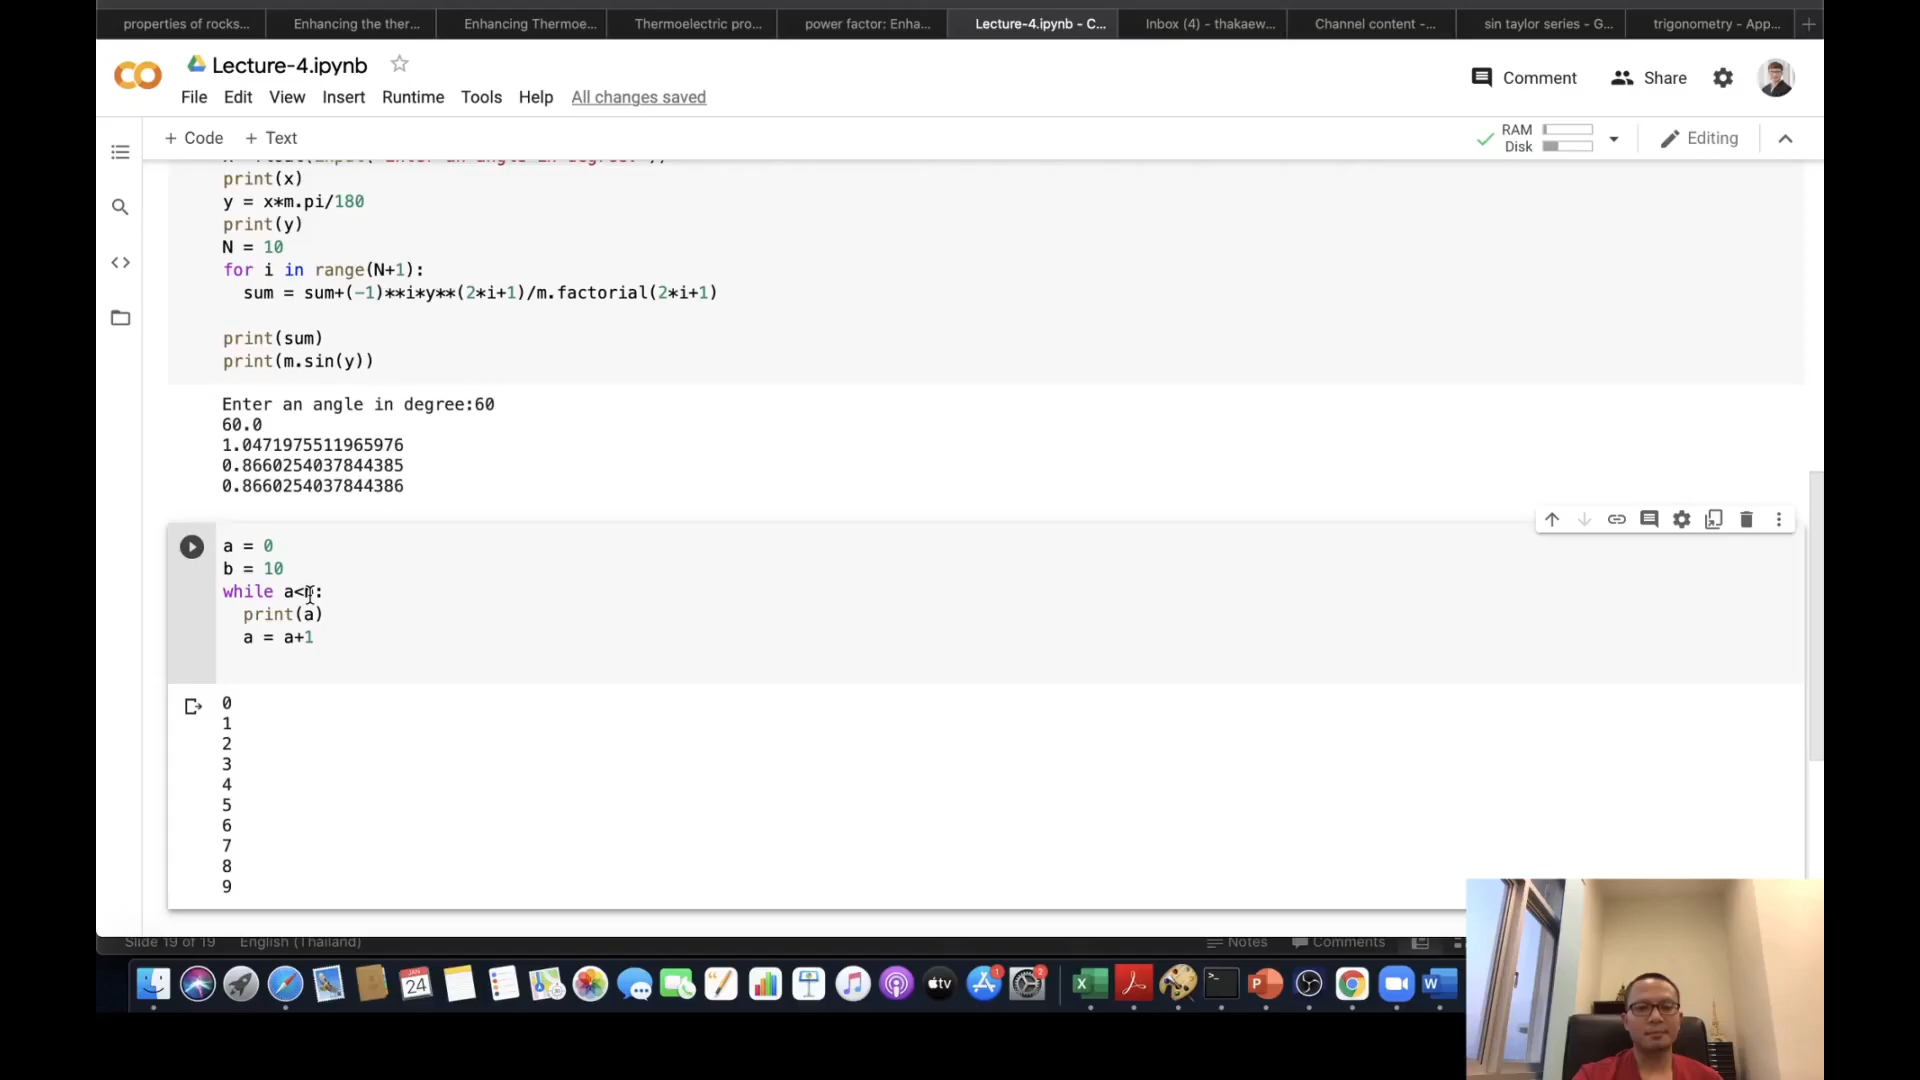 properties of rocks...
Enhancing the ther...
Enhancing Thermoe...
Thermoelectric pro...
power factor: Enha...
Lecture-4.ipynb - C...
Inbox (4) - thakaew...
Channel content -...
sin taylor series - G...
trigonometry - App...
Lecture-4.ipynb
File Edit View Insert Runtime Tools Help All changes saved
Comment
Share
+ Code + Text
RAM
Disk
Editing
print(x)
y = x*m.pi/180
print(y)
N = 10
for i in range(N+1):
sum = sum+(-1)**i*y**(2*i+1)/m.factorial(2*i+1)
print(sum)
print(m.sin(y))
Enter an angle in degree:60
60.0
1.0471975511965976
0.8660254037844385
0.8660254037844386
a = 0
b = 10
while a< :
print(a)
a = a+1
0
1
2
3
4
5
6
7
8
9
Slide 19 of 19 English (Thailand)
Notes Comments
24
tv
1
2
X
P
W